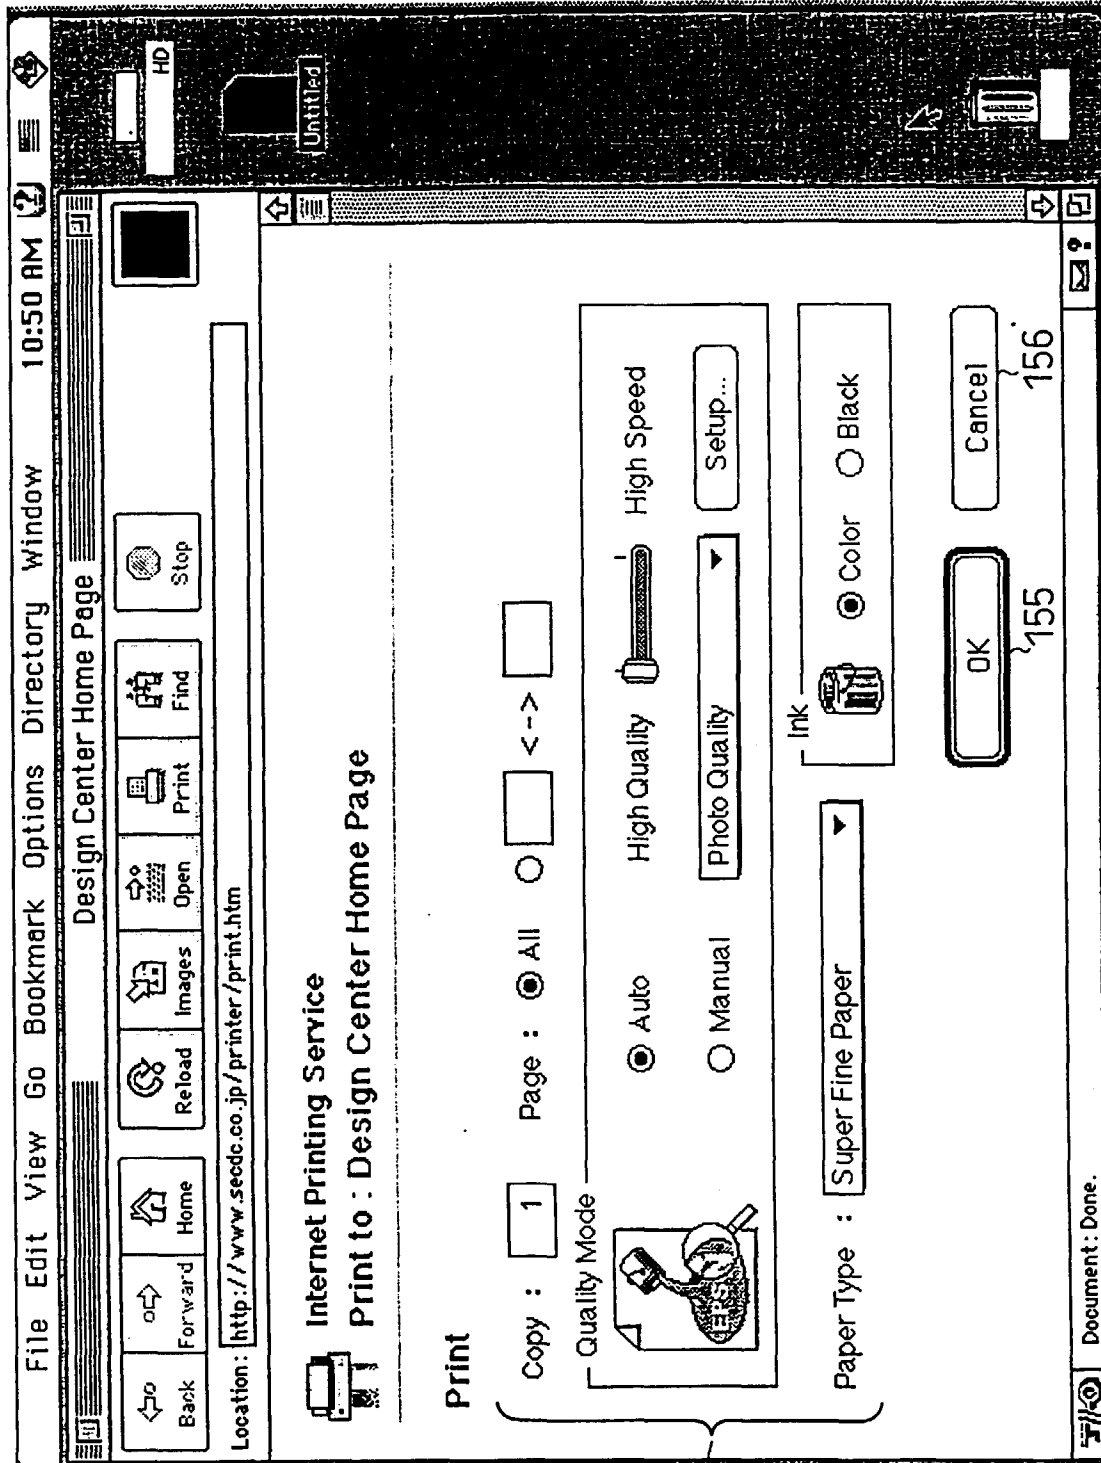 File Edit View Go Bookmark Options Directory Window 10:50 AM
HD
Untitled
Design Center Home Page
Back Forward Home Reload Images Open Print Find Stop
Location: http://www.secdc.co.jp/printer/print.htm
Internet Printing Service
Print to : Design Center Home Page
Print
Copy : 1 Page : All <->
Quality Mode
Auto High Quality High Speed
Manual Photo Quality Setup...
EPS
Paper Type : Super Fine Paper
Ink
Color Black
OK Cancel
155 156
Document : Done.